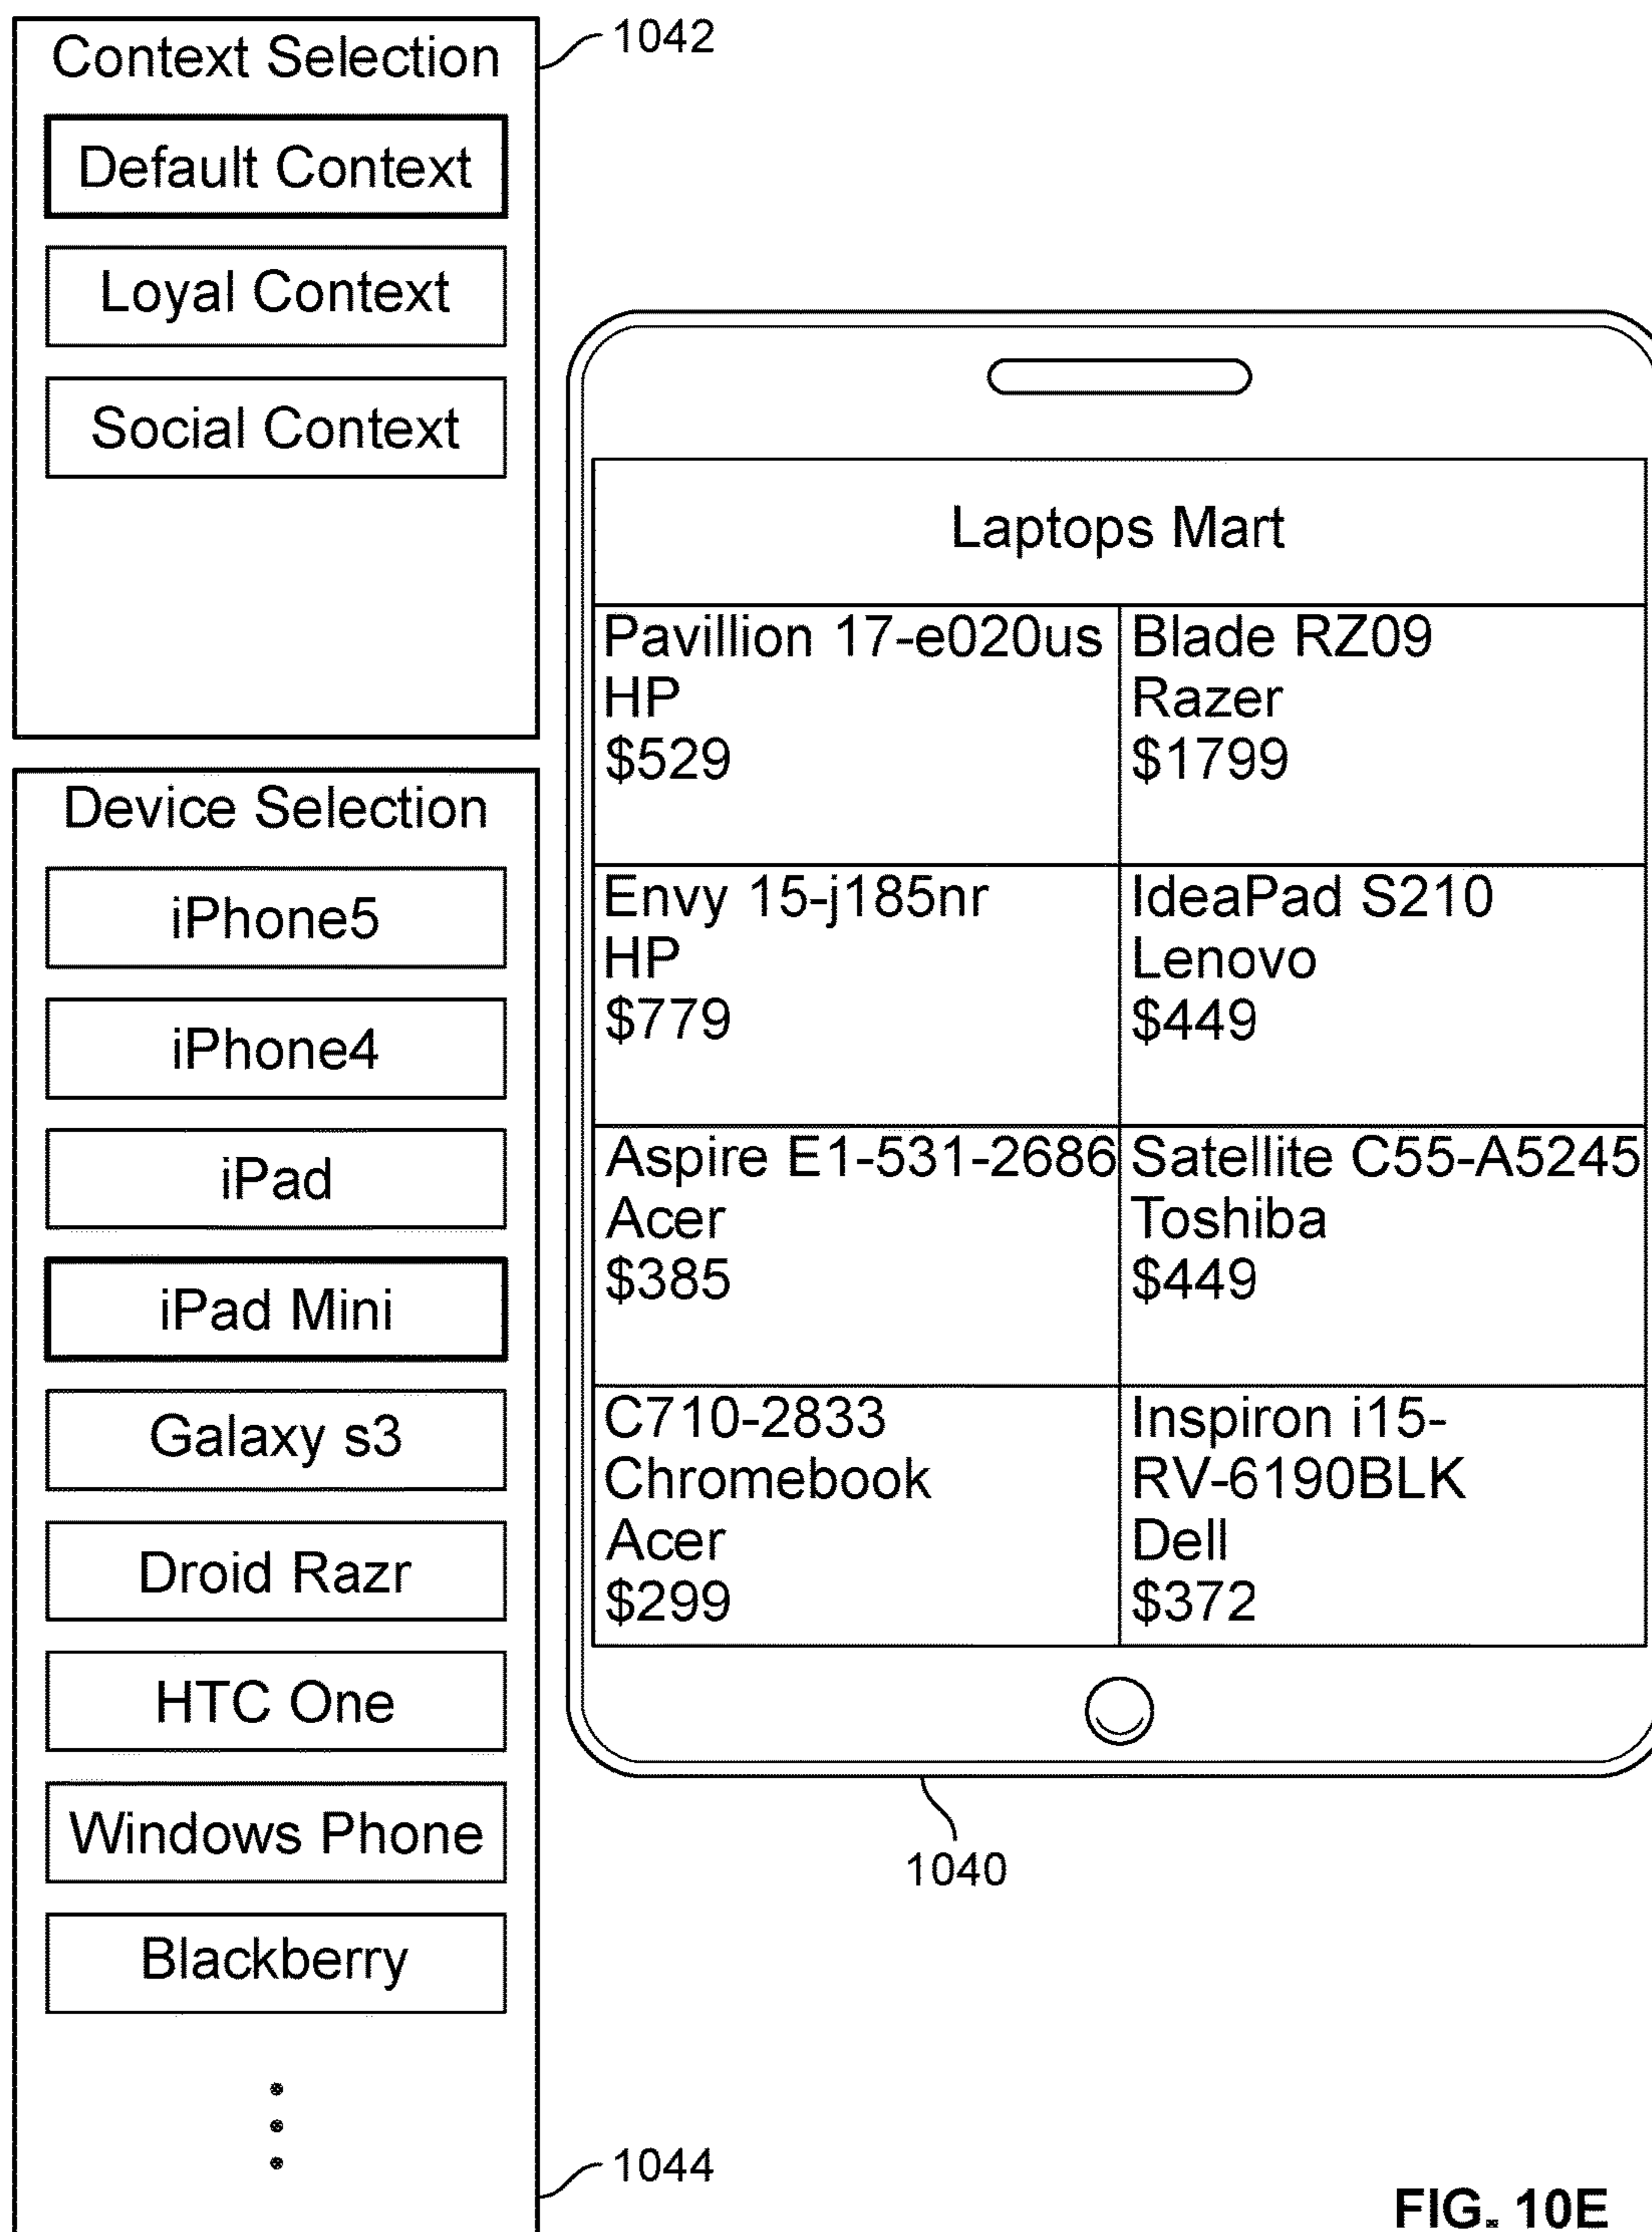 Context Selection
1042
Default Context
Loyal Context
Social Context
Device Selection
iPhone5
iPhone4
iPad
iPad Mini
Galaxy s3
Droid Razr
HTC One
Windows Phone
Blackberry
1044
Laptops Mart
Pavillion 17-e020us
HP
$529
Blade RZ09
Razer
$1799
Envy 15-j185nr
HP
$779
IdeaPad S210
Lenovo
$449
Aspire E1-531-2686
Acer
$385
Satellite C55-A5245
Toshiba
$449
C710-2833
Chromebook
Acer
$299
Inspiron i15-
RV-6190BLK
Dell
$372
1040
FIG. 10E